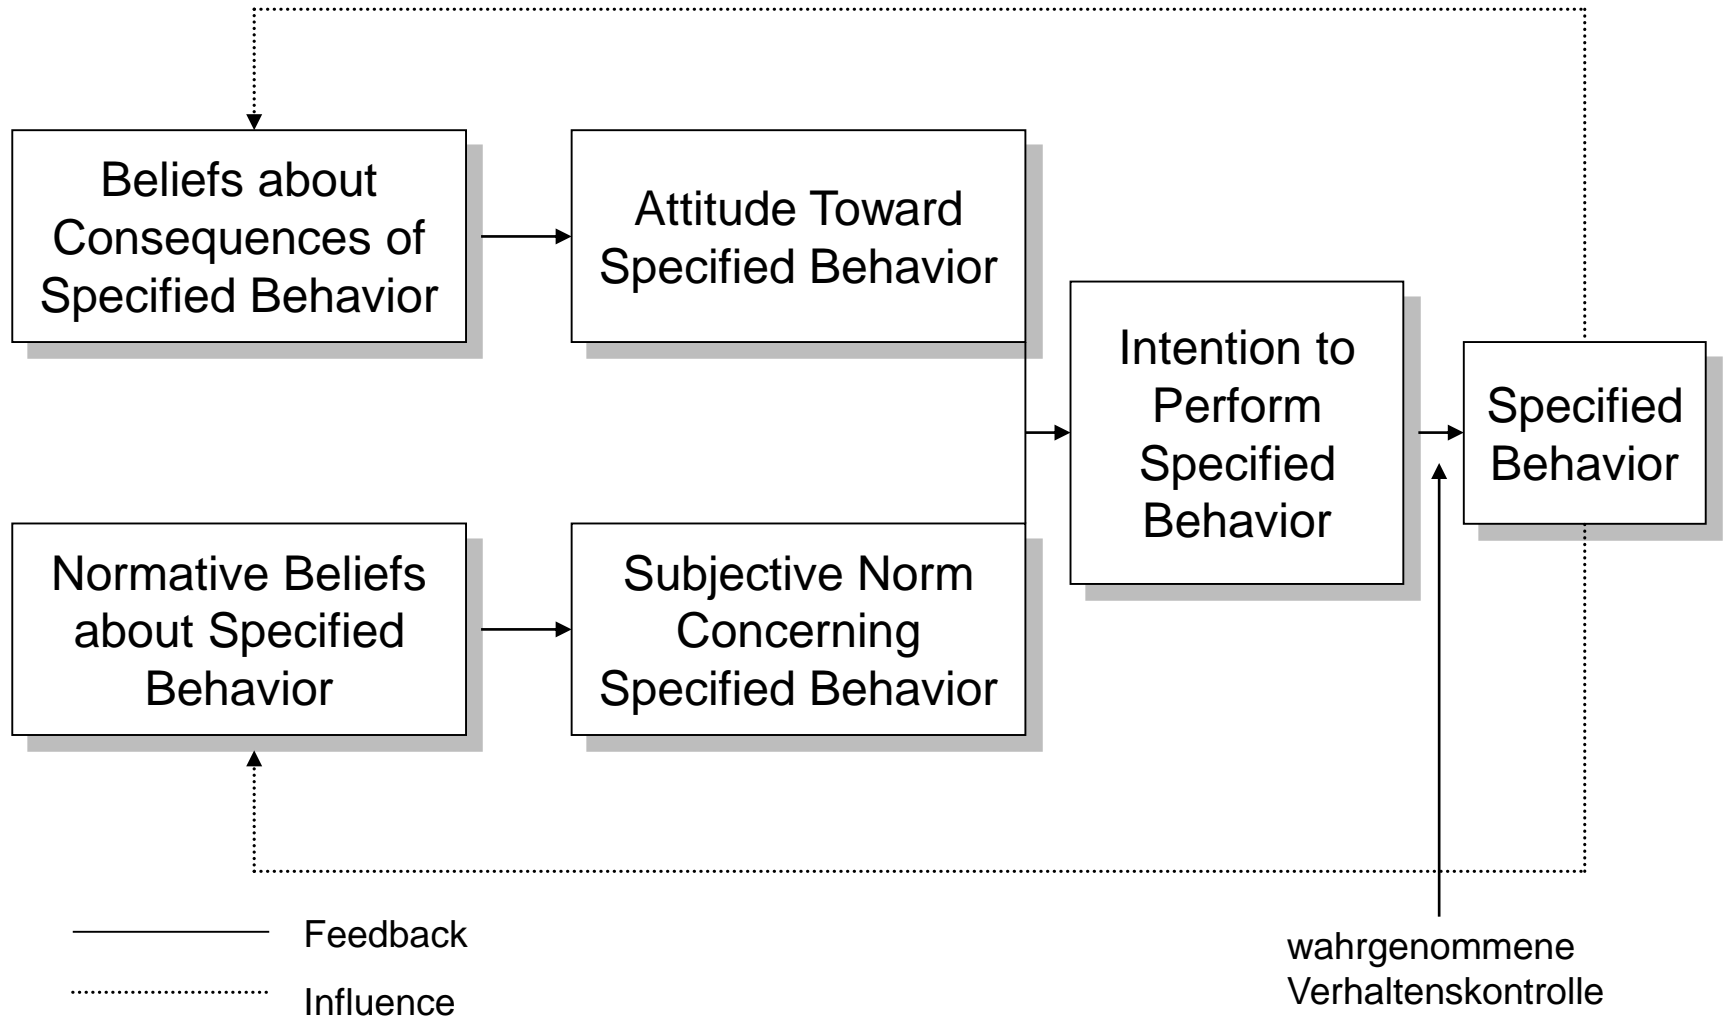 Beliefs about
Consequences of
Specified Behavior
Attitude Toward
Specified Behavior
Intention to
Perform
Specified
Behavior
Specified
Behavior
Normative Beliefs
about Specified
Behavior
Subjective Norm
Concerning
Specified Behavior
Feedback
Influence
wahrgenommene
Verhaltenskontrolle